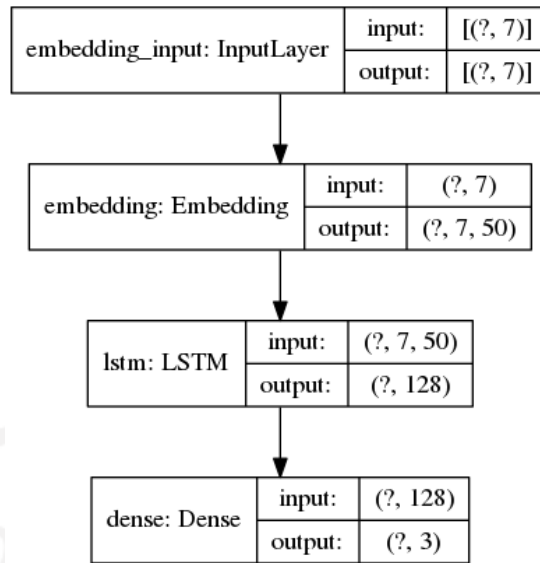 embedding_input: InputLayer
input: [(?, 7)]
output: [(?, 7)]
embedding: Embedding
input: (?, 7)
output: (?, 7, 50)
lstm: LSTM
input: (?, 7, 50)
output: (?, 128)
dense: Dense
input: (?, 128)
output: (?, 3)